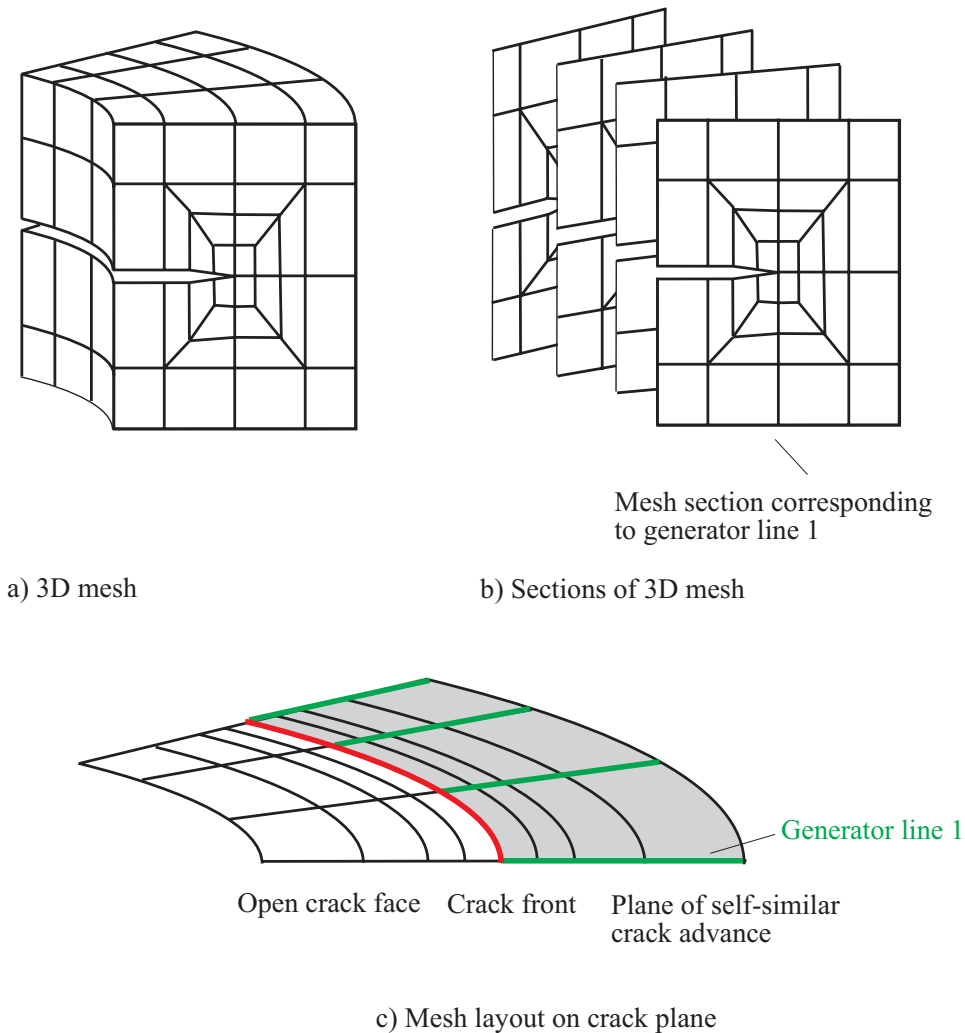 Mesh section corresponding
to generator line 1
a) 3D mesh
b) Sections of 3D mesh
Generator line 1
Open crack face
Crack front
Plane of self-similar
crack advance
c) Mesh layout on crack plane